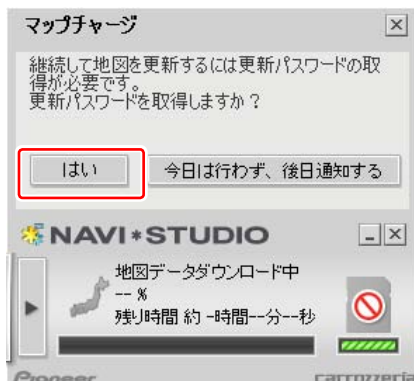 マップチャージ
継続して地図を更新するには更新パスワードの取
得が必要です。
更新パスワードを取得しますか？
はい
今日は行わず、後日通知する
NAVI*STUDIO
地図データダウンロード中
-- %
残り時間 約 -時間--分--秒
Pioneer
carrozzeria